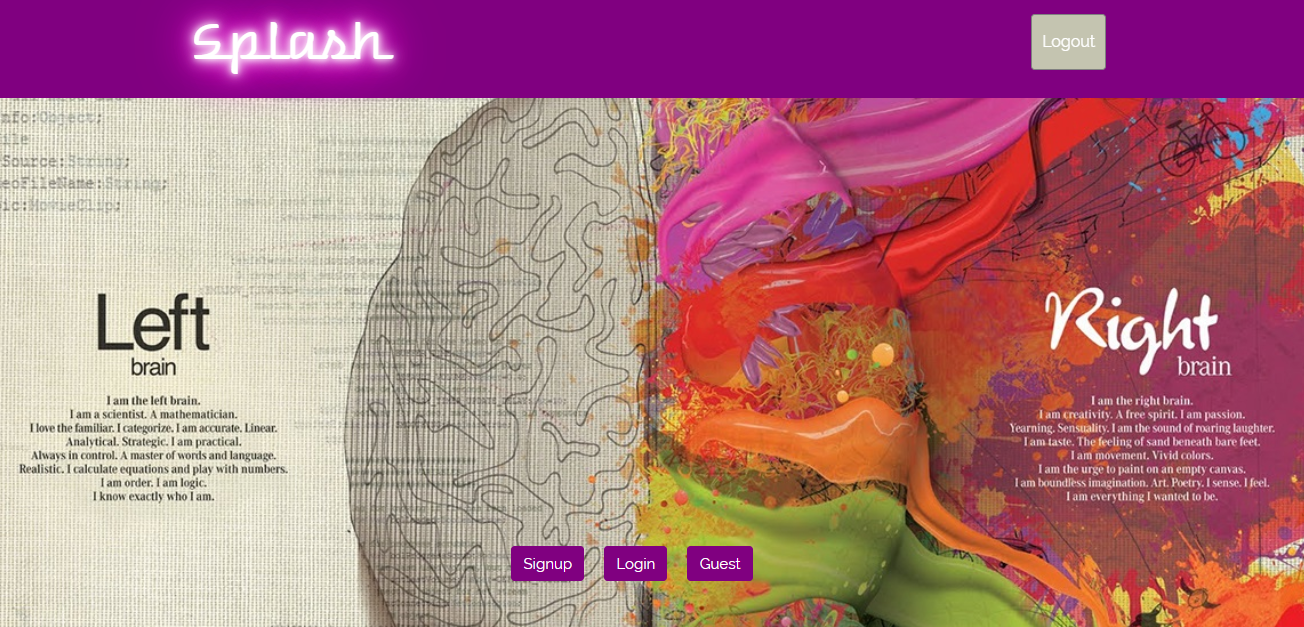 Splash
Logout
nfo:Object;
ile
Source:String;
eoFileName:String;
ic:MovieClip;
Left
brain
I am the left brain.
I am a scientist. A mathematician.
I love the familiar. I categorize. I am accurate. Linear.
Analytical. Strategic. I am practical.
Always in control. A master of words and language.
Realistic. I calculate equations and play with numbers.
I am order. I am logic.
I know exactly who I am.
Right
brain
I am the right brain.
I am creativity. A free spirit. I am passion.
Yearning. Sensuality. I am the sound of roaring laughter.
I am taste. The feeling of sand beneath bare feet.
I am movement. Vivid colors.
I am the urge to paint on an empty canvas.
I am boundless imagination. Art. Poetry. I sense. I feel.
I am everything I wanted to be.
Signup
Login
Guest